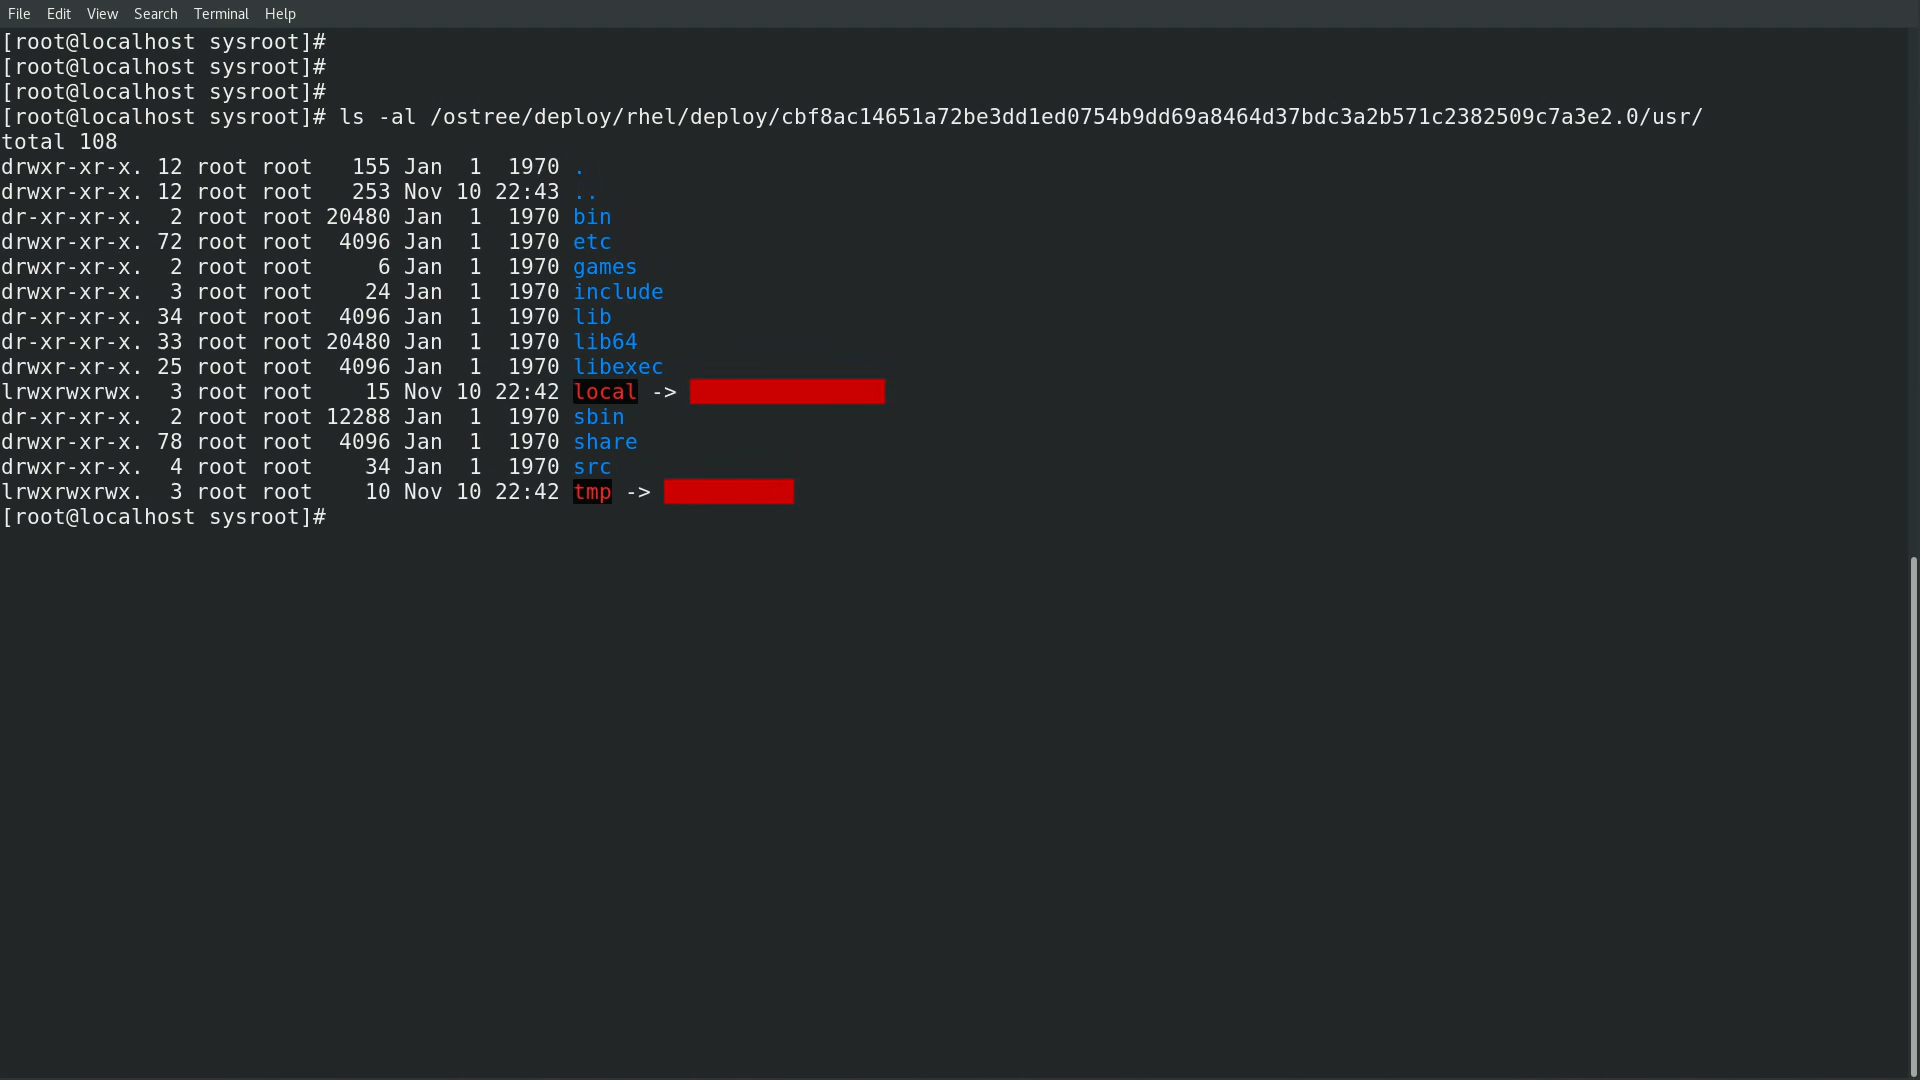 File Edit View Search Terminal Help
[root@localhost sysroot]#
[root@localhost sysroot]#
[root@localhost sysroot]#
[root@localhost sysroot]# ls -al /ostree/deploy/rhel/deploy/cbf8ac14651a72be3dd1ed0754b9dd69a8464d37bdc3a2b571c2382509c7a3e2.0/usr/
total 108
drwxr-xr-x. 12 root root   155 Jan  1  1970 .
drwxr-xr-x. 12 root root   253 Nov 10 22:43 ..
dr-xr-xr-x.  2 root root 20480 Jan  1  1970 bin
drwxr-xr-x. 72 root root  4096 Jan  1  1970 etc
drwxr-xr-x.  2 root root     6 Jan  1  1970 games
drwxr-xr-x.  3 root root    24 Jan  1  1970 include
dr-xr-xr-x. 34 root root  4096 Jan  1  1970 lib
dr-xr-xr-x. 33 root root 20480 Jan  1  1970 lib64
drwxr-xr-x. 25 root root  4096 Jan  1  1970 libexec
lrwxrwxrwx.  3 root root    15 Nov 10 22:42 local ->
dr-xr-xr-x.  2 root root 12288 Jan  1  1970 sbin
drwxr-xr-x. 78 root root  4096 Jan  1  1970 share
drwxr-xr-x.  4 root root    34 Jan  1  1970 src
lrwxrwxrwx.  3 root root    10 Nov 10 22:42 tmp ->
[root@localhost sysroot]#